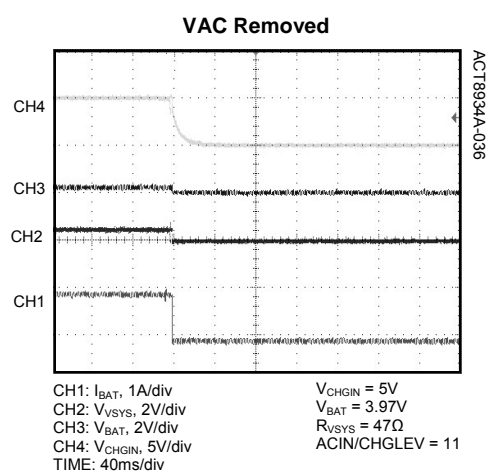 VAC Removed
ACT8934A-036
CH4
CH3
CH2
CH1
CH1: IBAT, 1A/div
CH2: VVSYS, 2V/div
CH3: VBAT, 2V/div
CH4: VCHGIN, 5V/div
TIME: 40ms/div
VCHGIN = 5V
VBAT = 3.97V
RVSYS = 47Ω
ACIN/CHGLEV = 11